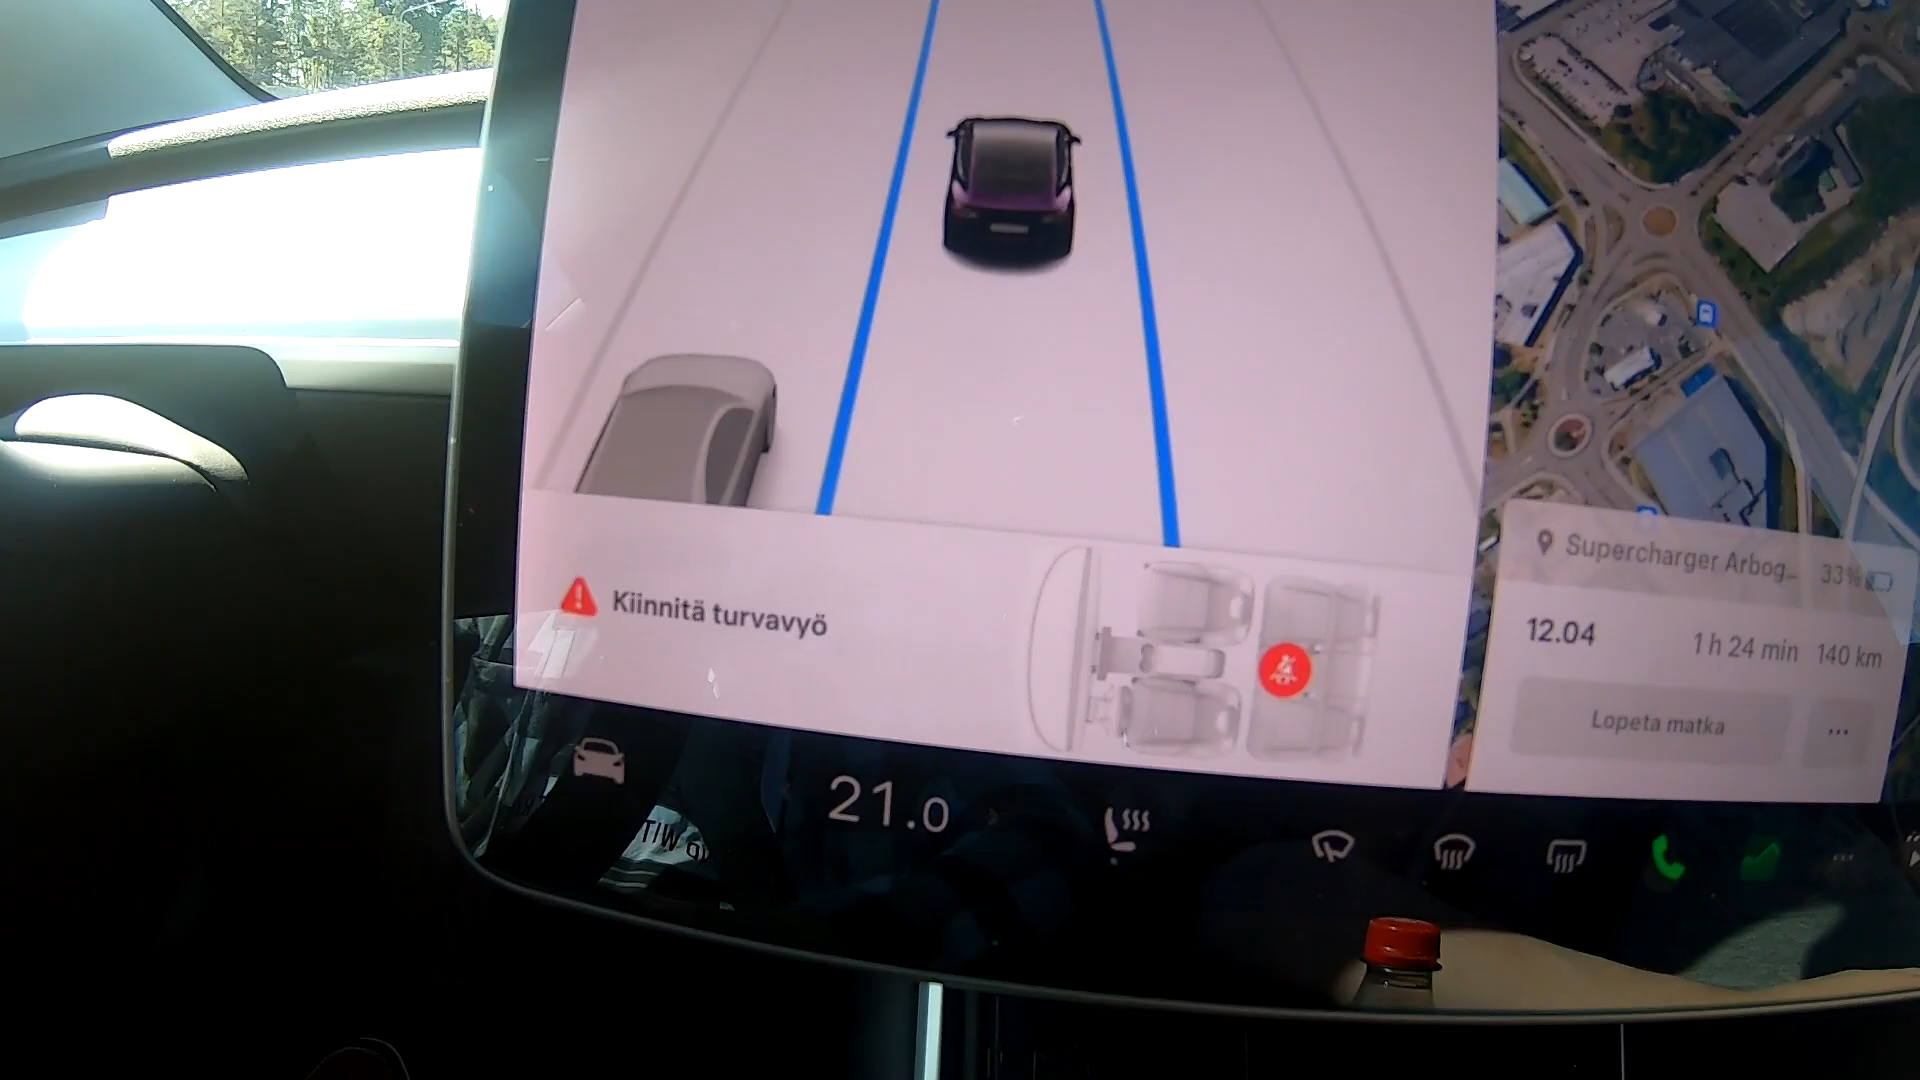 Supercharger Arbog… 33%
12.04 1 h 24 min 140 km
Kiinnitä turvavyö
Lopeta matka
21.0